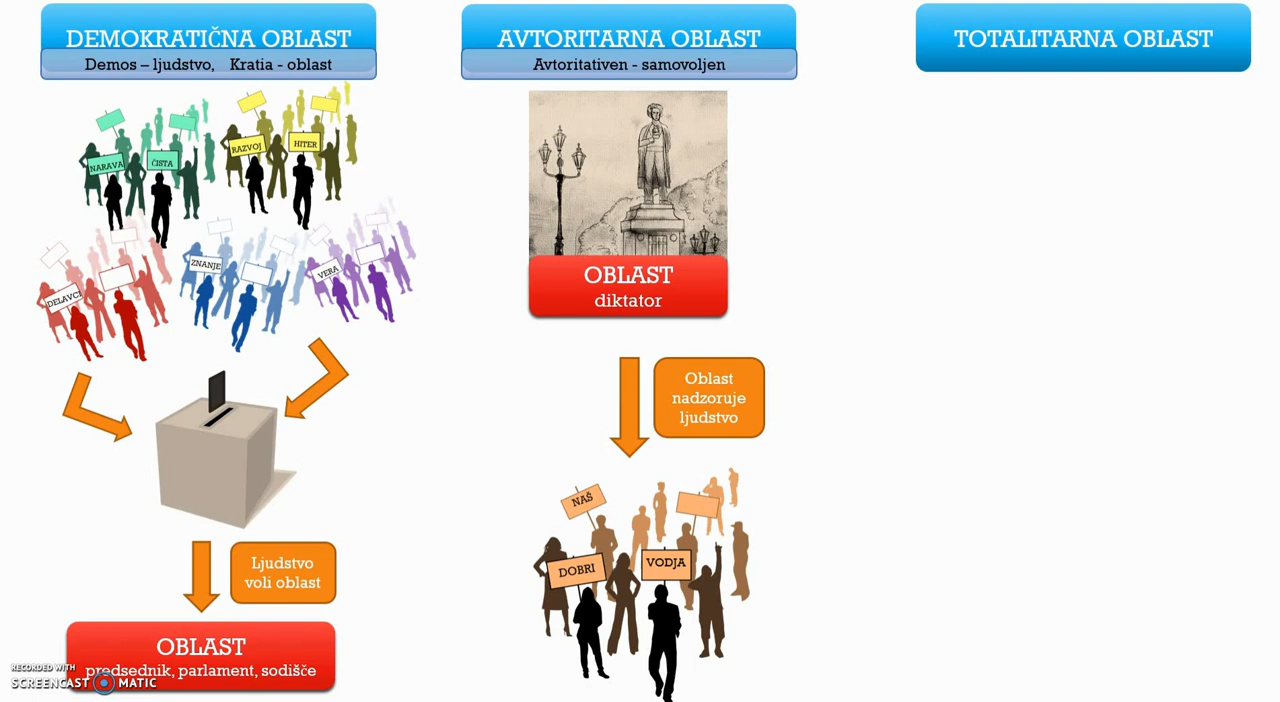 DEMOKRATIČNA OBLAST
Demos – ljudstvo, Kratia - oblast
NARAVA
ČISTA
RAZVOJ
HITER
DELAVCI
ZNANJE
VERA
Ljudstvo
voli oblast
OBLAST
predsednik, parlament, sodišče
AVTORITARNA OBLAST
Avtoritativen - samovoljen
OBLAST
diktator
Oblast
nadzoruje
ljudstvo
NAŠ
DOBRI
VODJA
TOTALITARNA OBLAST
RECORDED WITH
SCREENCAST MATIC